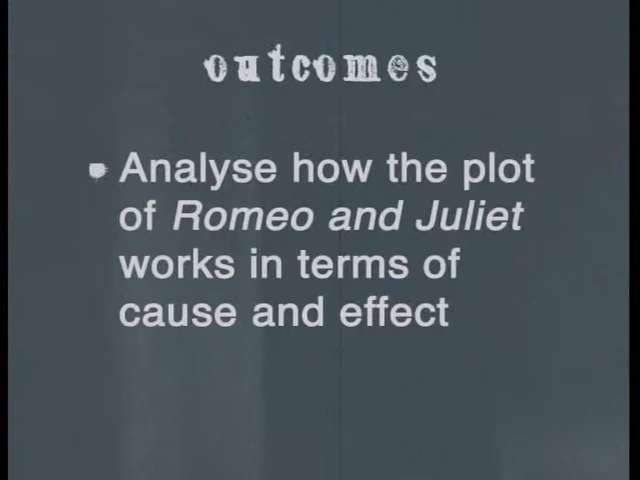 outcomes
Analyse how the plot
of Romeo and Juliet
works in terms of
cause and effect